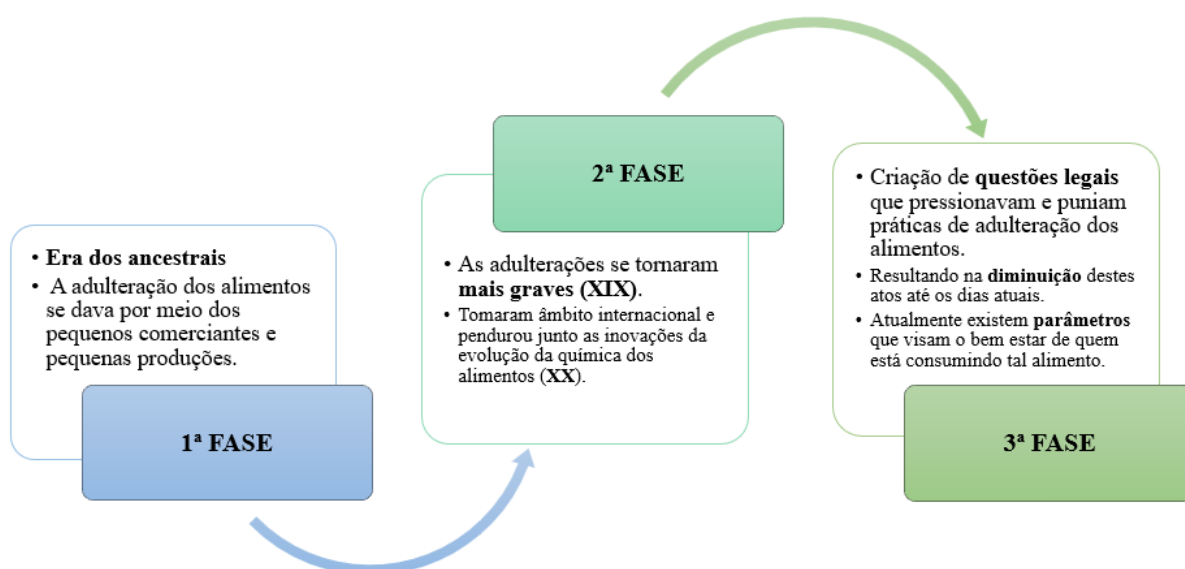 • Era dos ancestrais
• A adulteração dos alimentos
se dava por meio dos
pequenos comerciantes e
pequenas produções.
1ª FASE
2ª FASE
• As adulterações se tornaram
mais graves (XIX).
• Tomaram âmbito internacional e
pendurou junto as inovações da
evolução da química dos
alimentos (XX).
• Criação de questões legais
que pressionavam e puniam
práticas de adulteração dos
alimentos.
• Resultando na diminuição destes
atos até os dias atuais.
• Atualmente existem parâmetros
que visam o bem estar de quem
está consumindo tal alimento.
3ª FASE